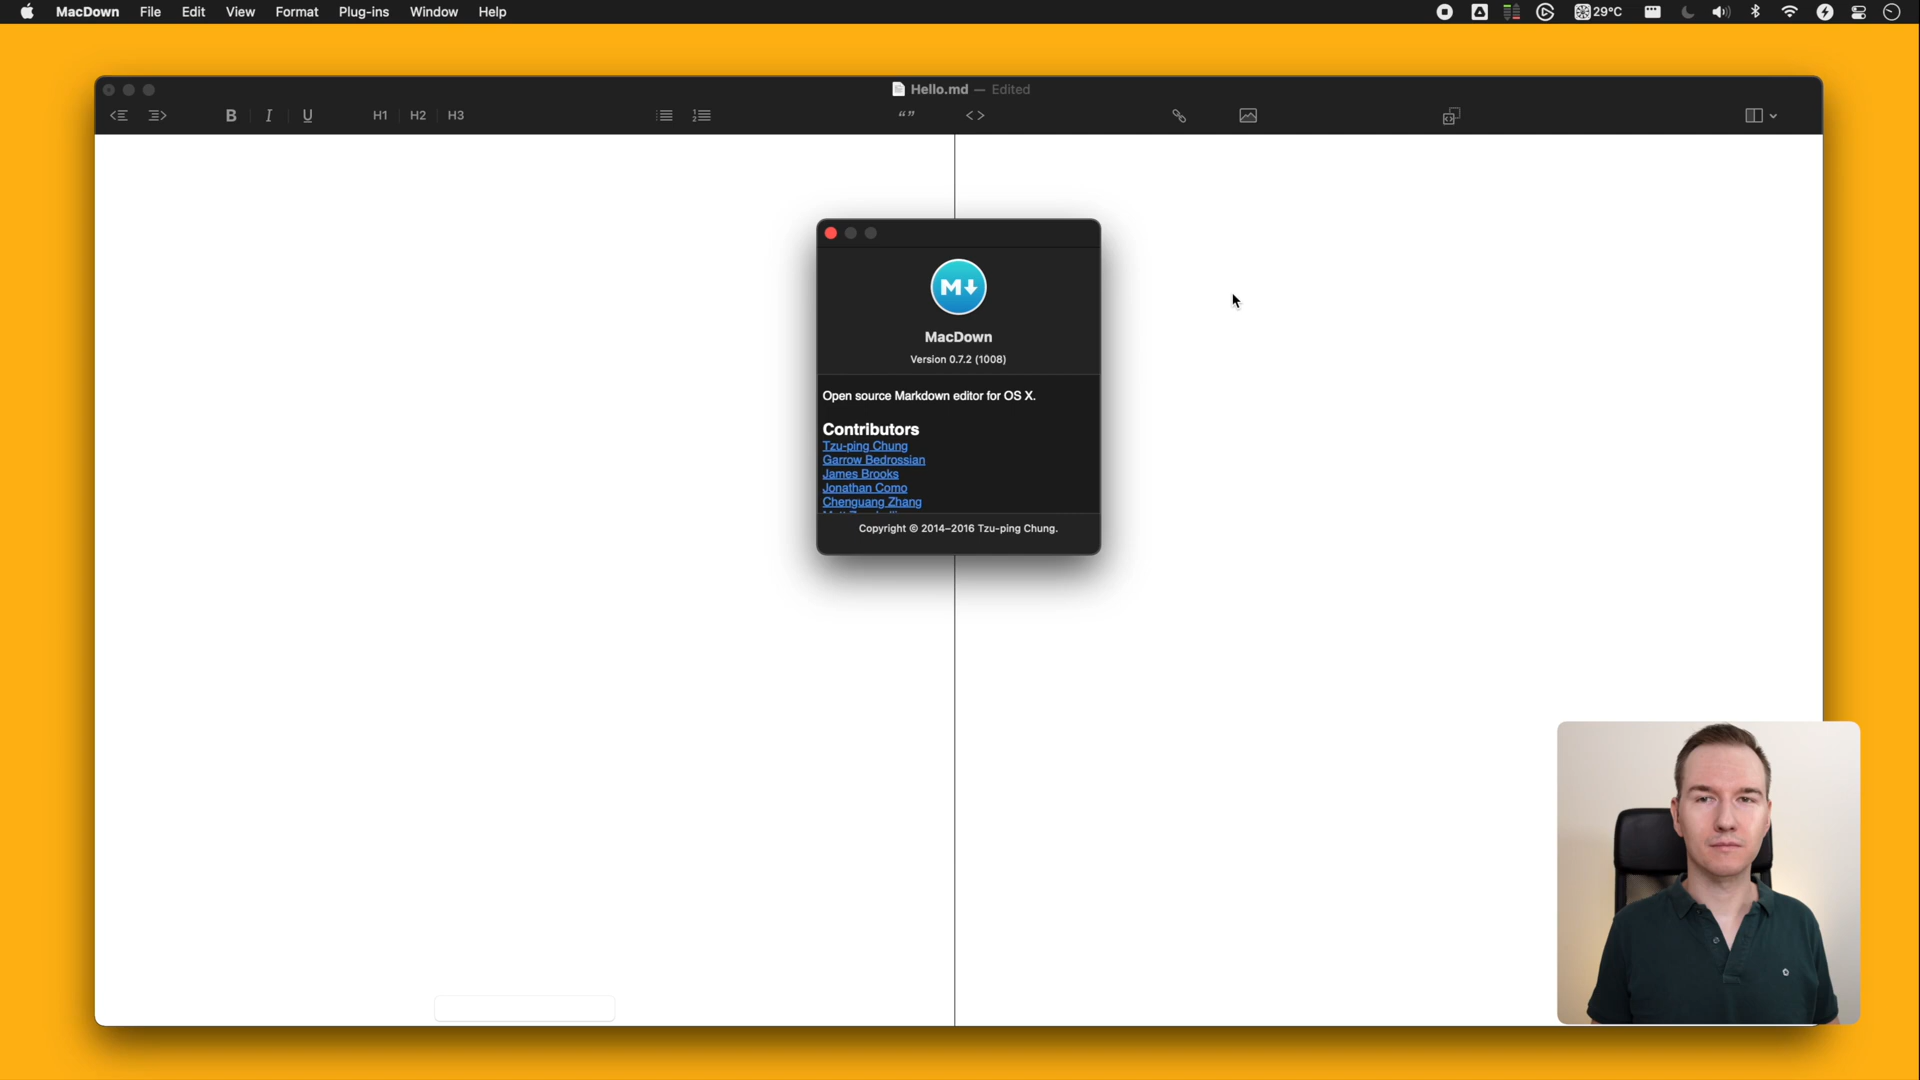 MacDown File Edit View Format Plug-ins Window Help 29°C
Hello.md — Edited
B I U H1 H2 H3 “” <>
M
MacDown
Version 0.7.2 (1008)
Open source Markdown editor for OS X.
Contributors
Tzu-ping Chung
Garrow Bedrossian
James Brooks
Jonathan Como
Chenguang Zhang
Copyright © 2014–2016 Tzu-ping Chung.